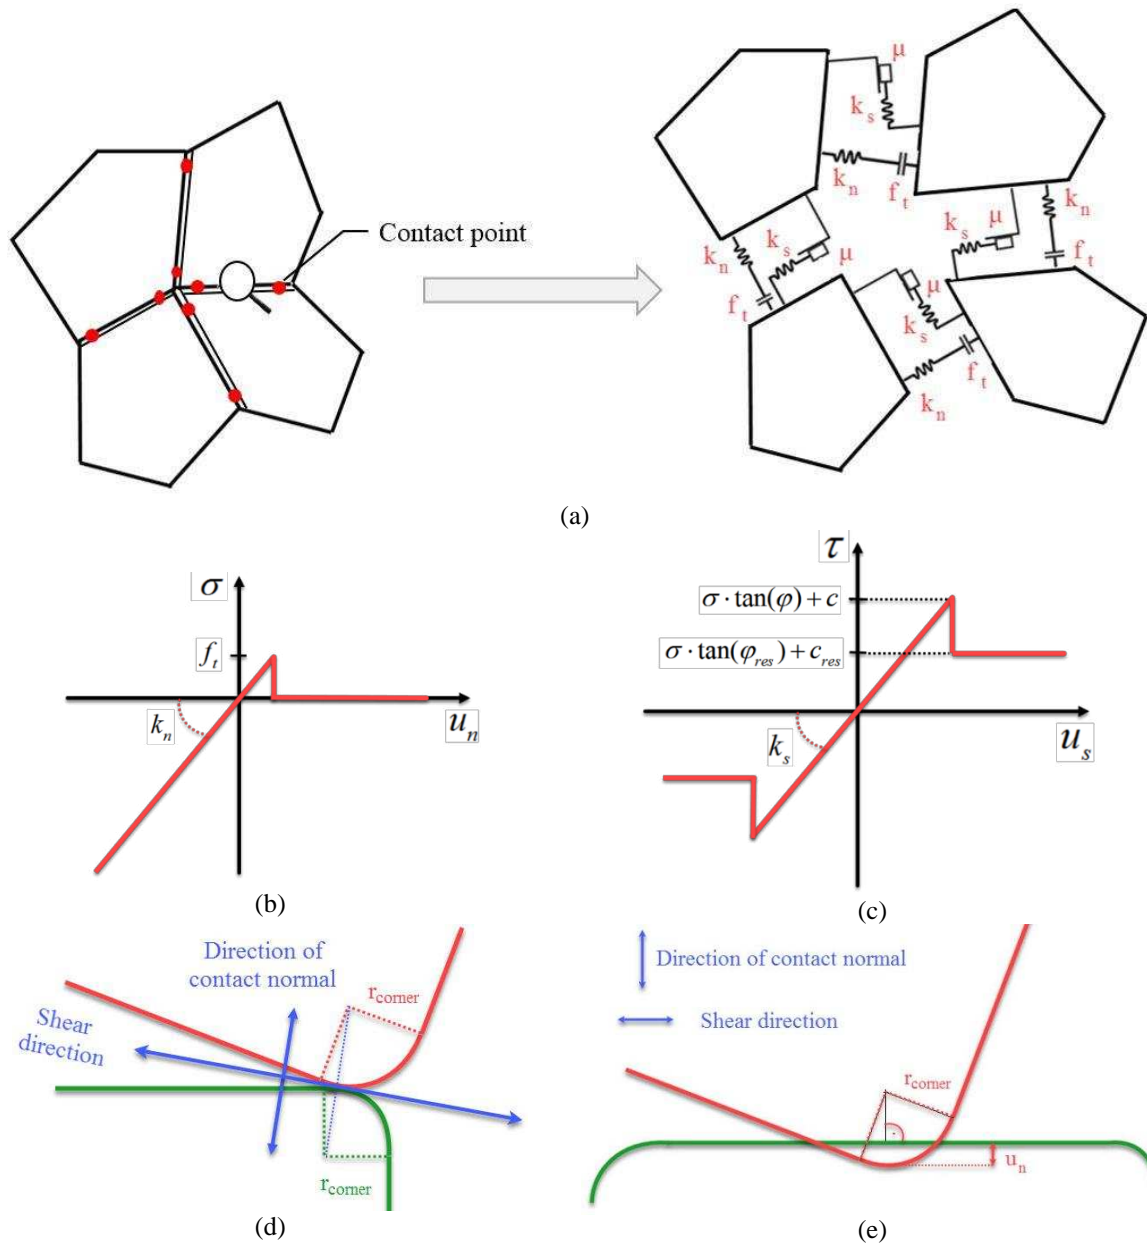 Contact point
μ
k_s
k_n
f_t
k_n
k_s
μ
f_t
k_s
μ
k_n
f_t
μ
k_s
f_t
k_n
(a)
σ
f_t
k_n
u_n
(b)
τ
σ · tan(φ) + c
σ · tan(φ_res) + c_res
k_s
u_s
(c)
Direction of
contact normal
r_corner
Shear
direction
r_corner
(d)
Direction of contact normal
Shear direction
r_corner
u_n
(e)